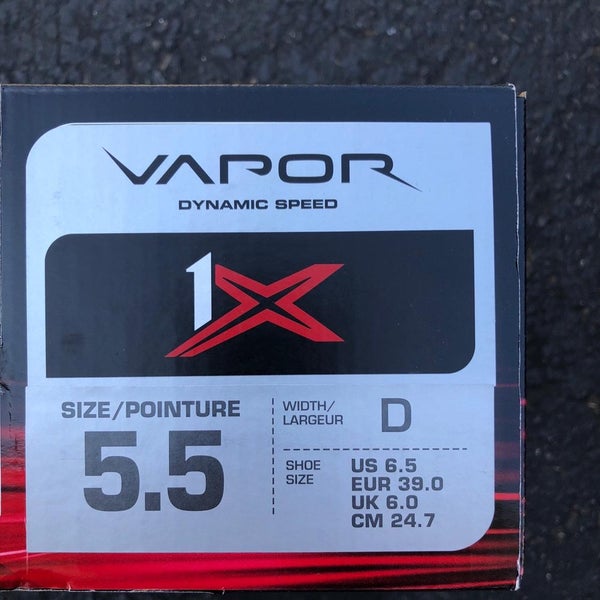 VAPOR
DYNAMIC SPEED
1X
SIZE/POINTURE
5.5
WIDTH/
LARGEUR
D
SHOE
SIZE
US 6.5
EUR 39.0
UK 6.0
CM 24.7